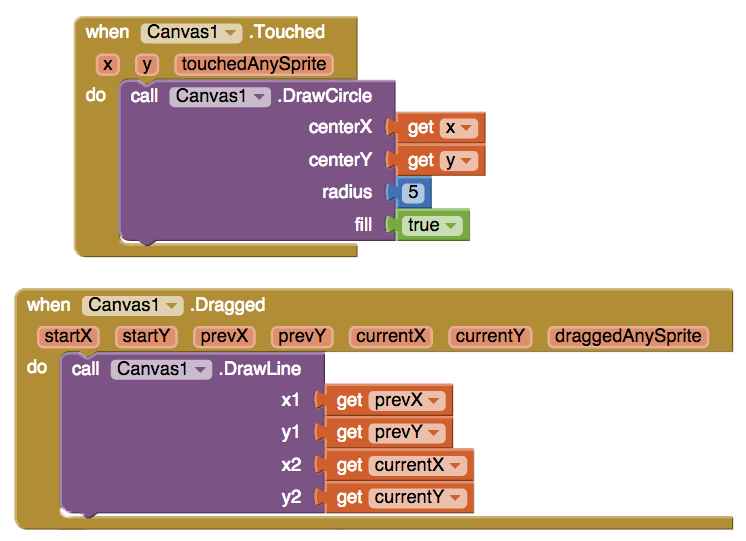 when Canvas1 .Touched
x y touchedAnySprite
do call Canvas1 .DrawCircle
centerX get x
centerY get y
radius 5
fill true
when Canvas1 .Dragged
startX startY prevX prevY currentX currentY draggedAnySprite
do call Canvas1 .DrawLine
x1 get prevX
y1 get prevY
x2 get currentX
y2 get currentY